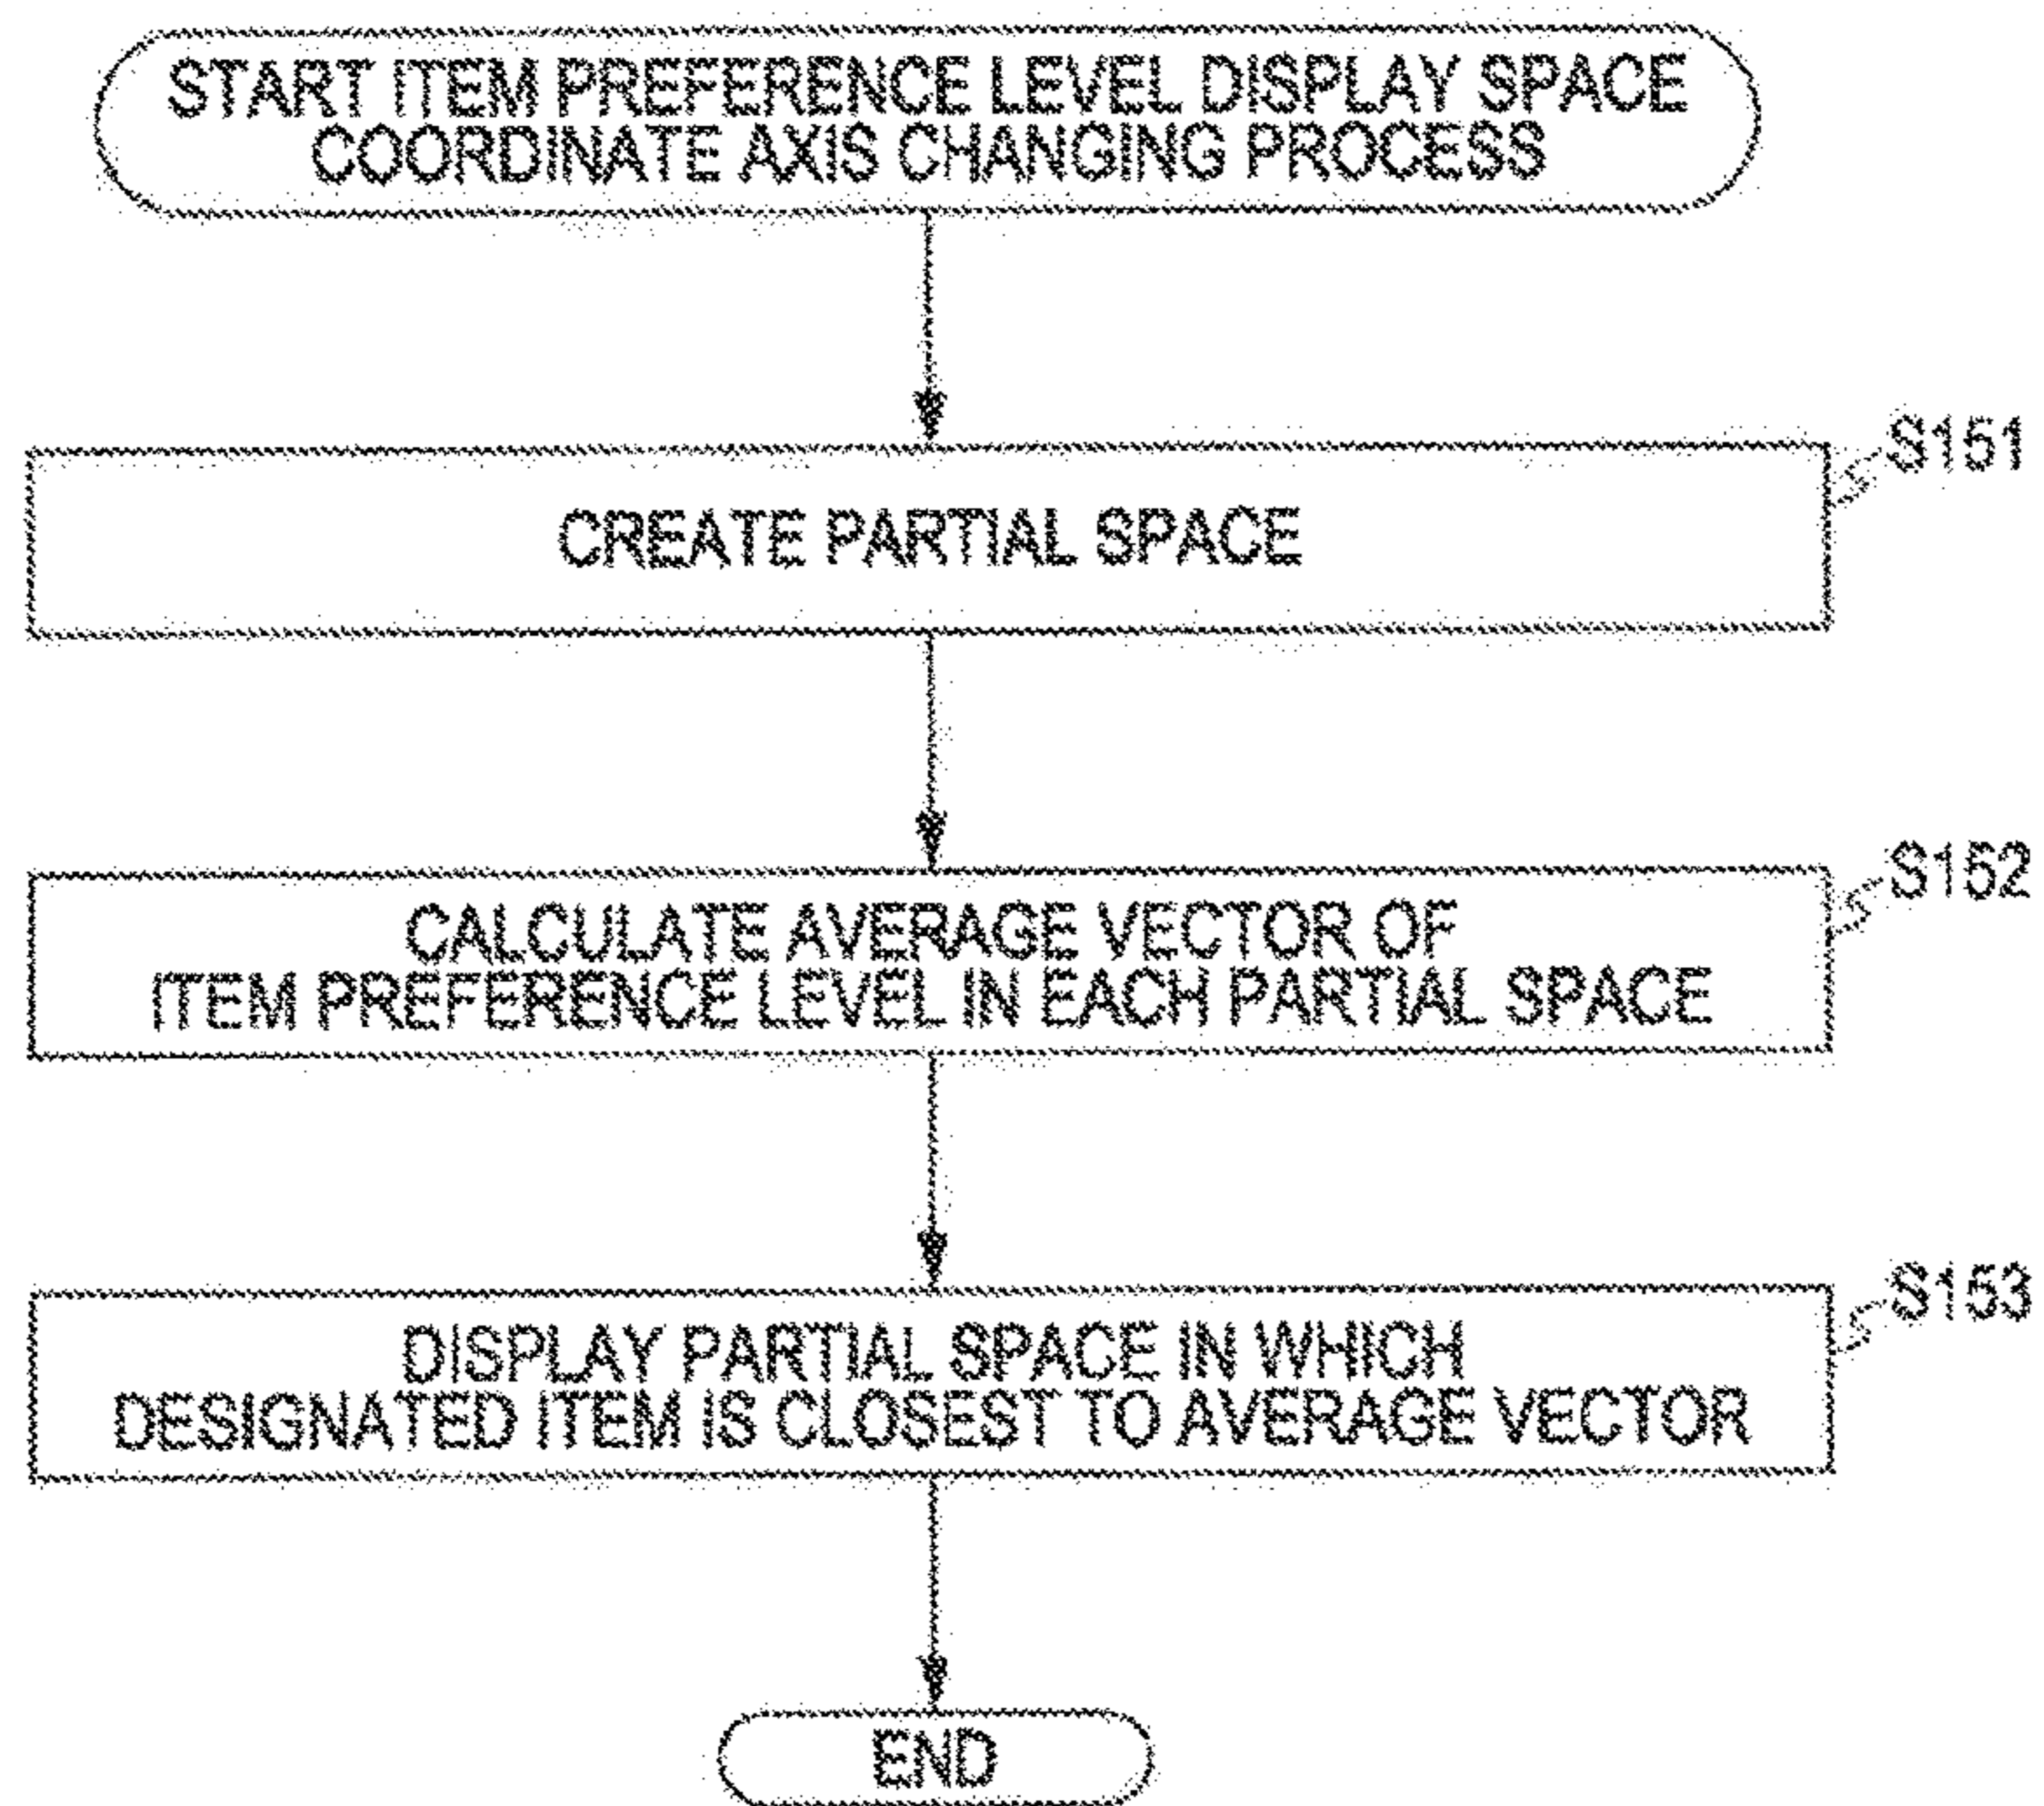 START ITEM PREFERENCE LEVEL DISPLAY SPACE
COORDINATE AXIS CHANGING PROCESS
S151
CREATE PARTIAL SPACE
S152
CALCULATE AVERAGE VECTOR OF
ITEM PREFERENCE LEVEL IN EACH PARTIAL SPACE
S153
DISPLAY PARTIAL SPACE IN WHICH
DESIGNATED ITEM IS CLOSEST TO AVERAGE VECTOR
END